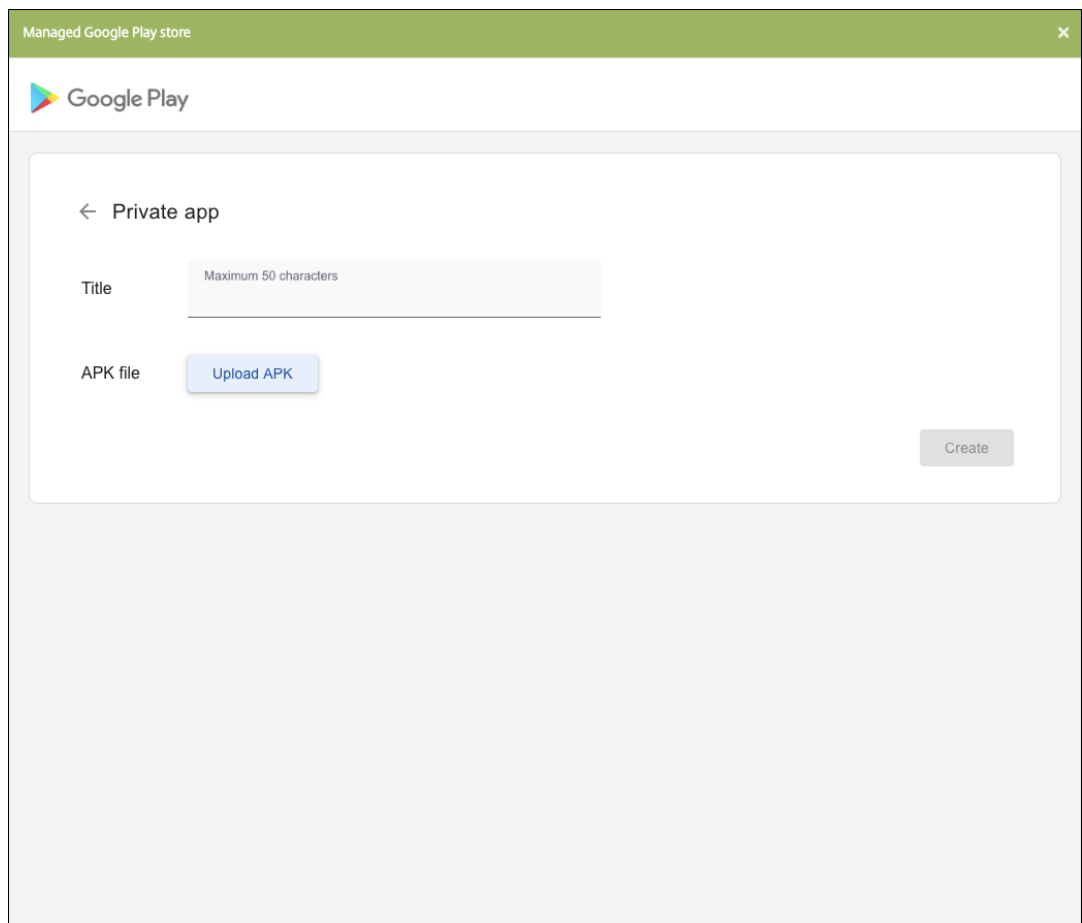 Managed Google Play store
Google Play
Private app
Title
Maximum 50 characters
APK file
Upload APK
Create